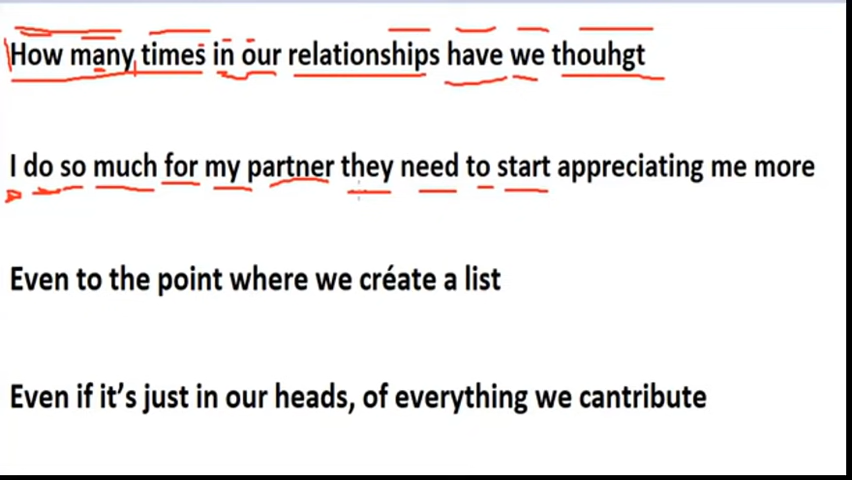 How many times in our relationships have we thouhgt
I do so much for my partner they need to start appreciating me more
Even to the point where we créate a list
Even if it’s just in our heads, of everything we cantribute